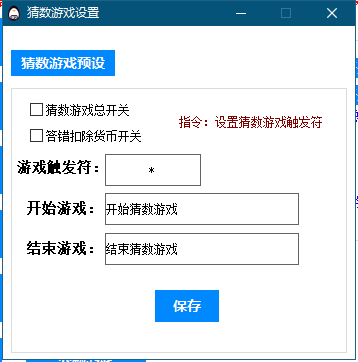 猜数游戏设置
猜数游戏预设
猜数游戏总开关
指令：设置猜数游戏触发符
答错扣除货币开关
游戏触发符： *
开始游戏： 开始猜数游戏
结束游戏： 结束猜数游戏
保存